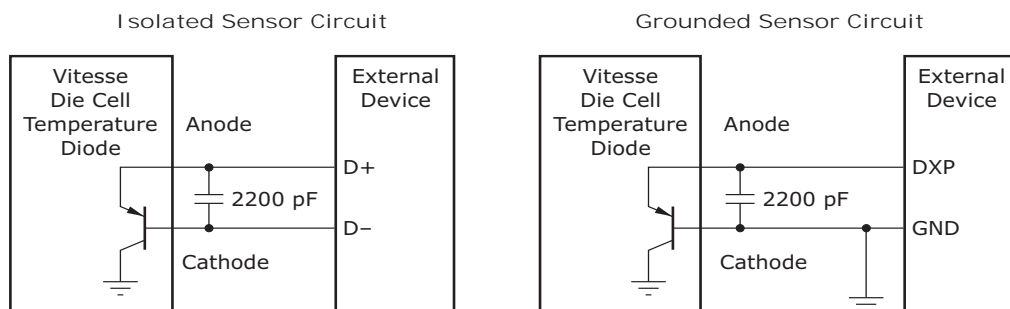 Isolated Sensor Circuit
Vitesse
Die Cell
Temperature
Diode
Anode
2200 pF
Cathode
External
Device
D+
D–
Grounded Sensor Circuit
Vitesse
Die Cell
Temperature
Diode
Anode
2200 pF
Cathode
External
Device
DXP
GND